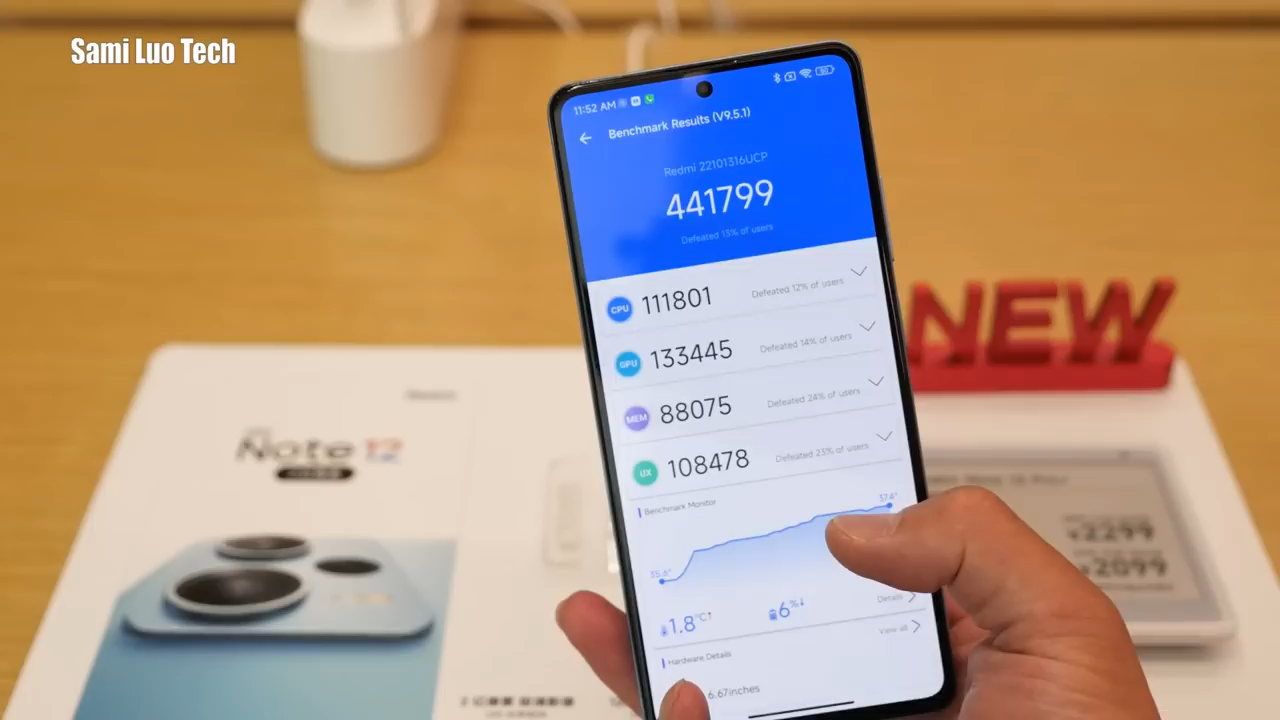 Sami Luo Tech
11:52 AM
Benchmark Results (V9.5.1)
Redmi 22101316UCP
441799
Defeated 13% of users
CPU 111801 Defeated 12% of users
GPU 133445 Defeated 14% of users
MEM 88075 Defeated 24% of users
UX 108478 Defeated 23% of users
Benchmark Monitor
35.6°
37.4°
1.8°C↑ 6%↓ Details
View all
Hardware Details
6.67inches
NEW
Note 12
¥2299
¥2099